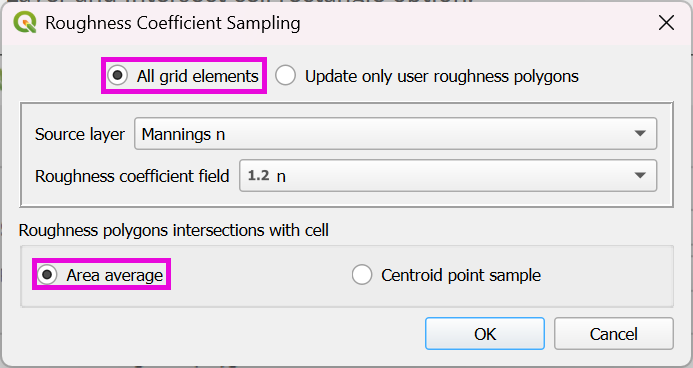 Roughness Coefficient Sampling
All grid elements Update only user roughness polygons
Source layer Mannings n
Roughness coefficient field 1.2 n
Roughness polygons intersections with cell
Area average Centroid point sample
OK Cancel